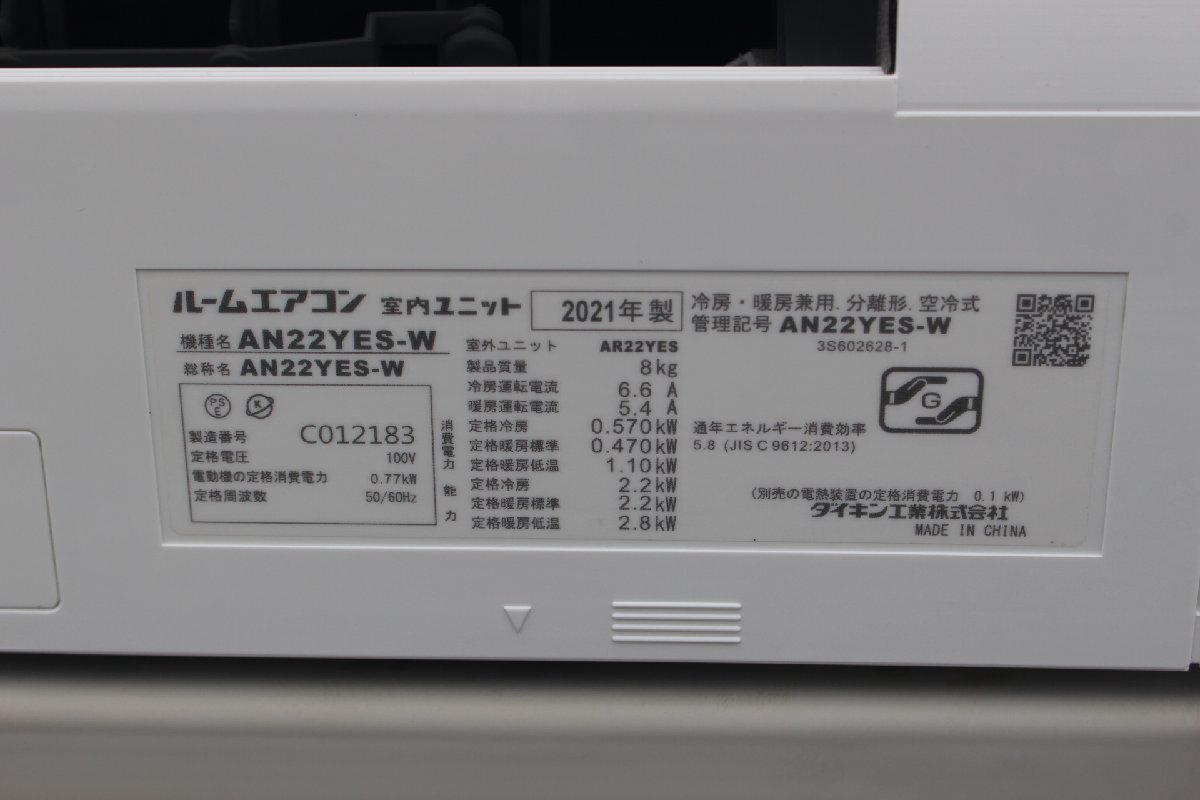 ルームエアコン 室内ユニット 2021年製
機種名 AN22YES-W
総称名 AN22YES-W
PS E
K
製造番号 C012183
定格電圧 100V
電動機の定格消費電力 0.77kW
定格周波数 50/60Hz
室外ユニット AR22YES
製品質量 8kg
冷房運転電流 6.6 A
暖房運転電流 5.4 A
消費電力
定格冷房 0.570kW
定格暖房標準 0.470kW
定格暖房低温 1.10kW
能力
定格冷房 2.2kW
定格暖房標準 2.2kW
定格暖房低温 2.8kW
冷房・暖房兼用.分離形.空冷式
管理記号 AN22YES-W
3S602628-1
G
通年エネルギー消費効率
5.8 (JIS C 9612:2013)
(別売の電熱装置の定格消費電力 0.1 kW)
ダイキン工業株式会社
MADE IN CHINA